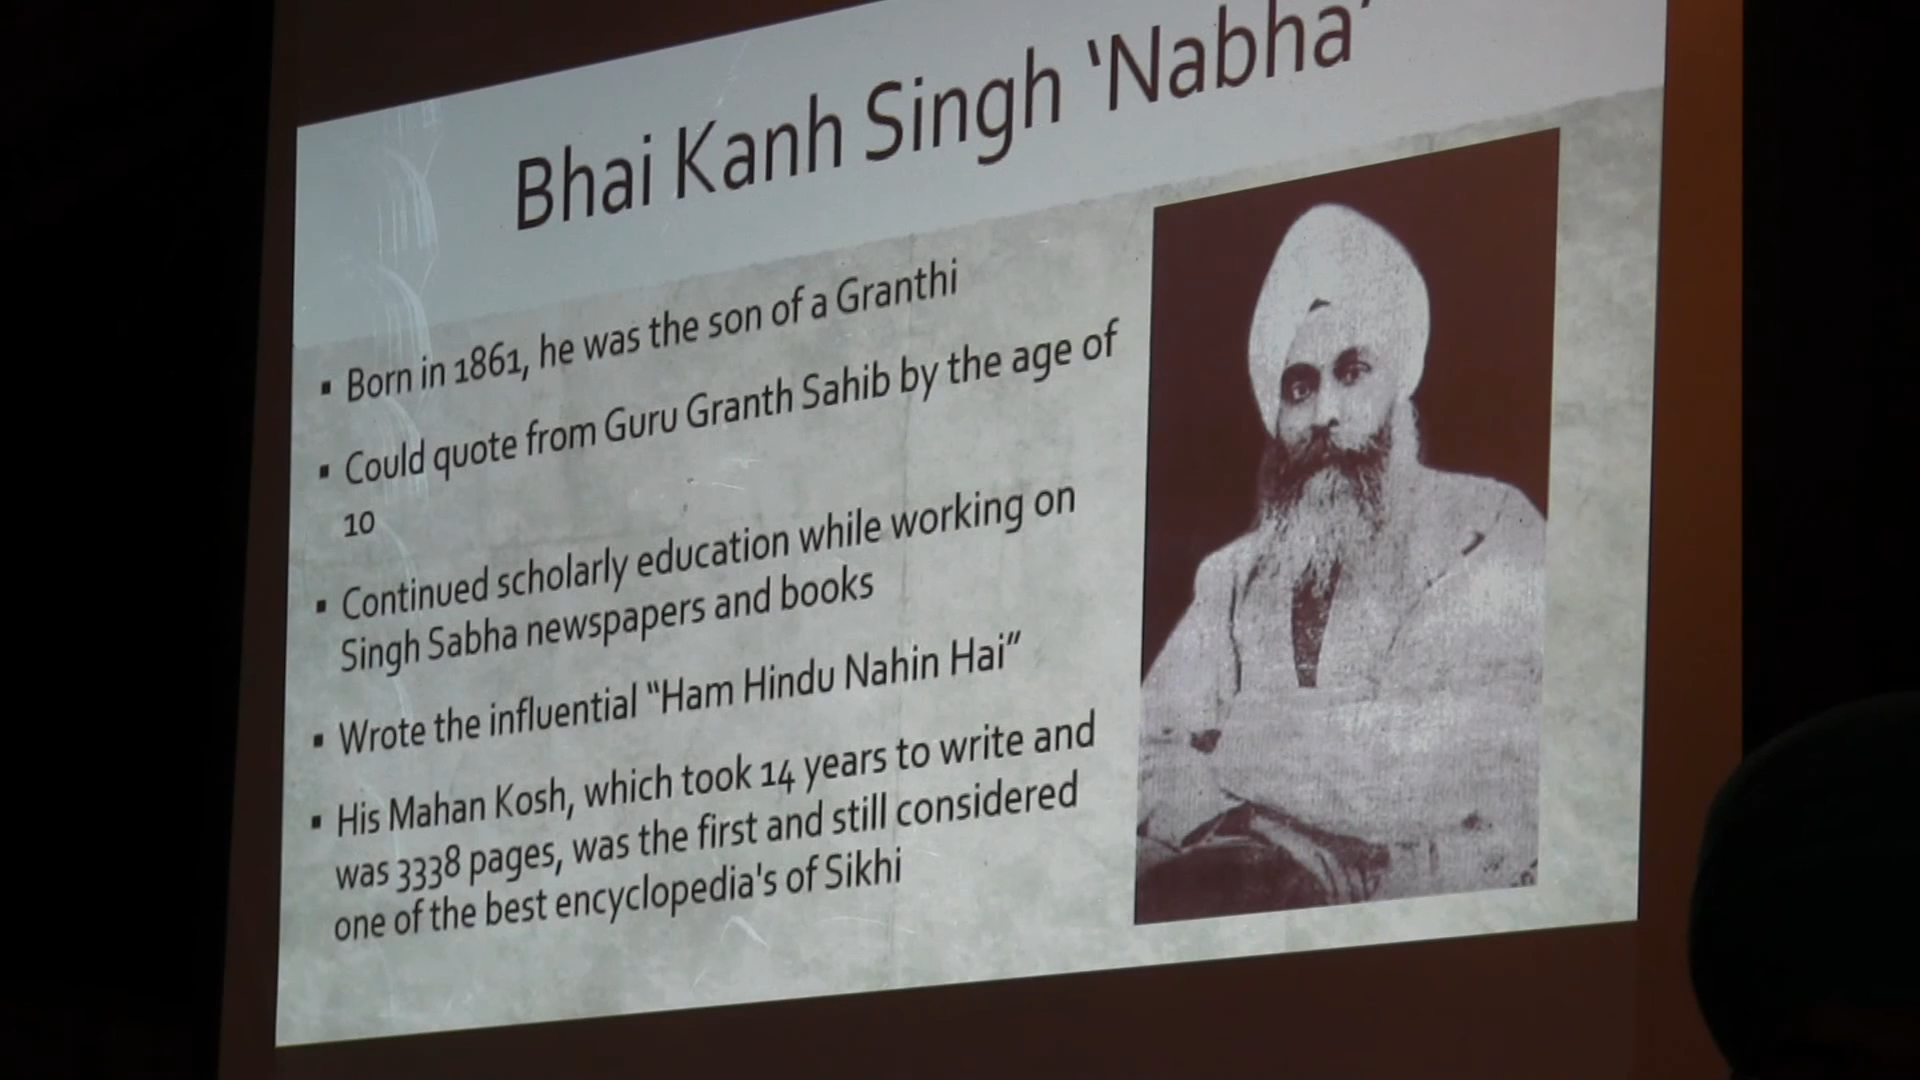 Bhai Kanh Singh ‘Nabha’
▪ Born in 1861, he was the son of a Granthi
▪ Could quote from Guru Granth Sahib by the age of
10
▪ Continued scholarly education while working on
Singh Sabha newspapers and books
▪ Wrote the influential “Ham Hindu Nahin Hai”
▪ His Mahan Kosh, which took 14 years to write and
was 3338 pages, was the first and still considered
one of the best encyclopedia's of Sikhi